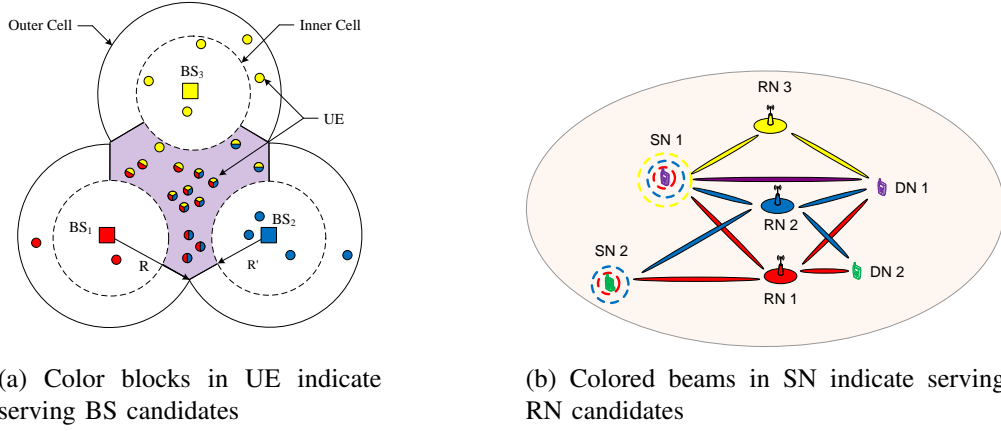 Outer Cell
Inner Cell
BS3
UE
BS1
BS2
R
R'
(a) Color blocks in UE indicate
serving BS candidates
RN 3
SN 1
DN 1
RN 2
SN 2
DN 2
RN 1
(b) Colored beams in SN indicate serving
RN candidates